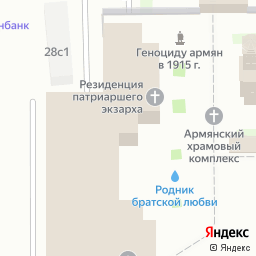 нбанк
28с1
Геноциду армян
в 1915 г.
Резиденция
патриаршего
экзарха
Армянский
храмовый
комплекс
Родник
братской любви
Яндекс
© Яндекс